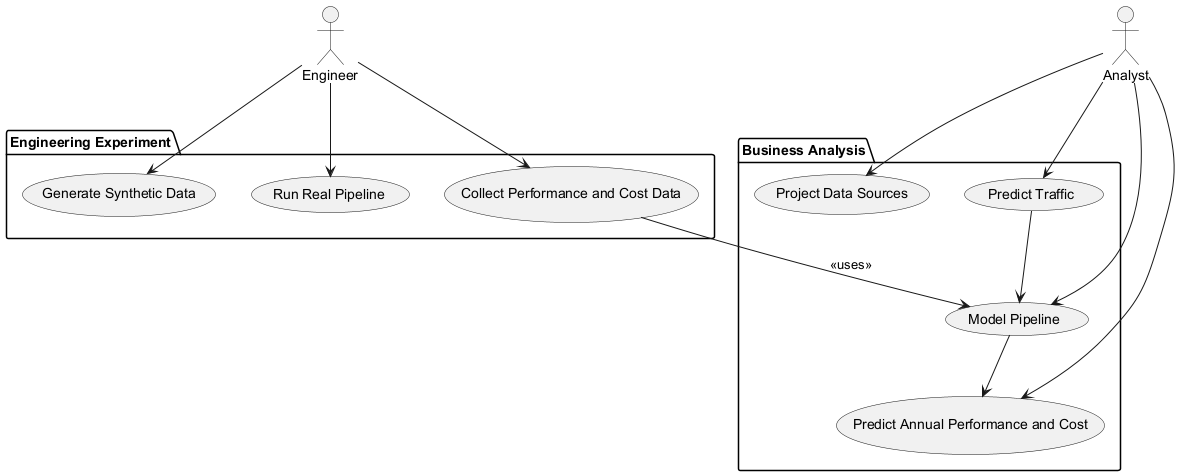 Engineer
Analyst
Engineering Experiment
Business Analysis
Generate Synthetic Data
Run Real Pipeline
Collect Performance and Cost Data
Project Data Sources
Predict Traffic
«uses»
Model Pipeline
Predict Annual Performance and Cost